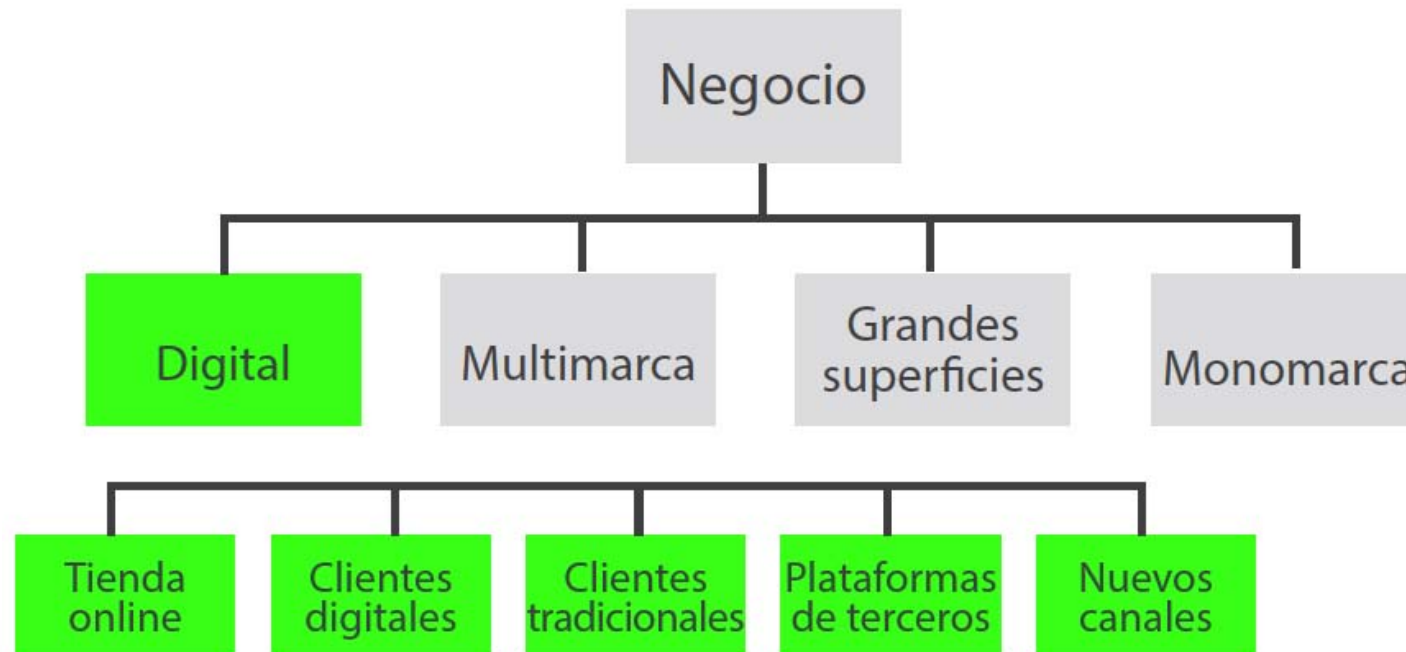 Negocio
Digital
Multimarca
Grandes
superficies
Monomarca
Tienda
online
Clientes
digitales
Clientes
tradicionales
Plataformas
de terceros
Nuevos
canales